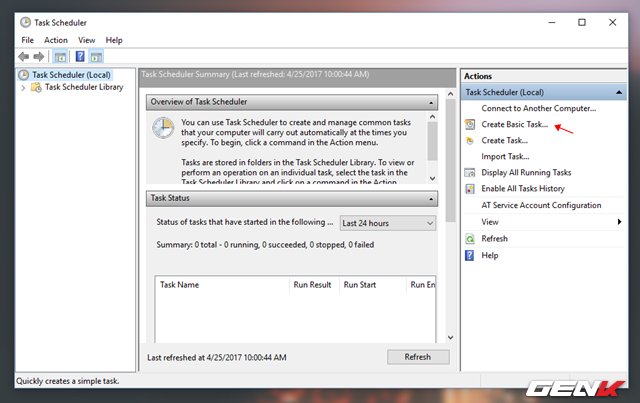 Task Scheduler
File Action View Help
Task Scheduler (Local)
Task Scheduler Library
Task Scheduler Summary (Last refreshed: 4/25/2017 10:00:44 AM)
Overview of Task Scheduler
You can use Task Scheduler to create and manage common tasks
that your computer will carry out automatically at the times you
specify. To begin, click a command in the Action menu.
Tasks are stored in folders in the Task Scheduler Library. To view or
perform an operation on an individual task, select the task in the
Task Scheduler Library and click on a command in the Action
Task Status
Status of tasks that have started in the following ...
Last 24 hours
Summary: 0 total - 0 running, 0 succeeded, 0 stopped, 0 failed
Task Name Run Result Run Start Run En
Last refreshed at 4/25/2017 10:00:44 AM
Refresh
Actions
Task Scheduler (Local)
Connect to Another Computer...
Create Basic Task...
Create Task...
Import Task...
Display All Running Tasks
Enable All Tasks History
AT Service Account Configuration
View
Refresh
Help
Quickly creates a simple task.
GENK